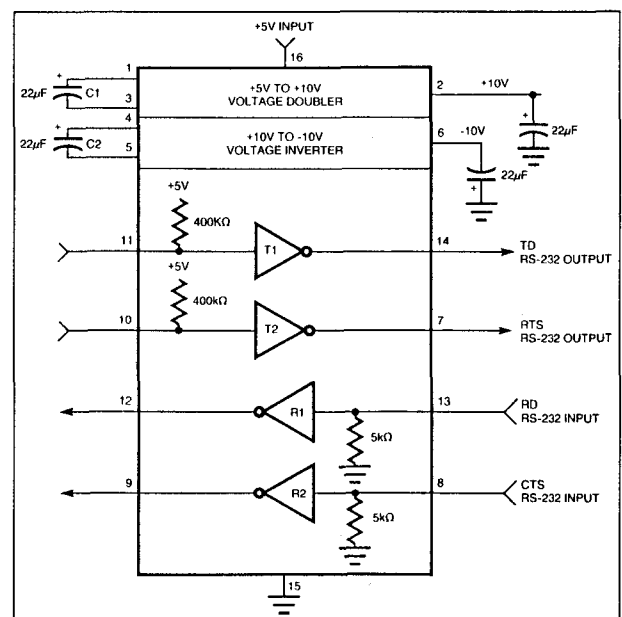 +5V INPUT
16
1
+
22µF
C1
3
+5V TO +10V
VOLTAGE DOUBLER
2
+10V
+
22µF
4
+
22µF
C2
5
+10V TO -10V
VOLTAGE INVERTER
6
-10V
22µF
+
+5V
400KΩ
11
T1
14
TD
RS-232 OUTPUT
+5V
400kΩ
10
T2
7
RTS
RS-232 OUTPUT
12
R1
13
RD
RS-232 INPUT
5kΩ
9
R2
8
CTS
RS-232 INPUT
5kΩ
15